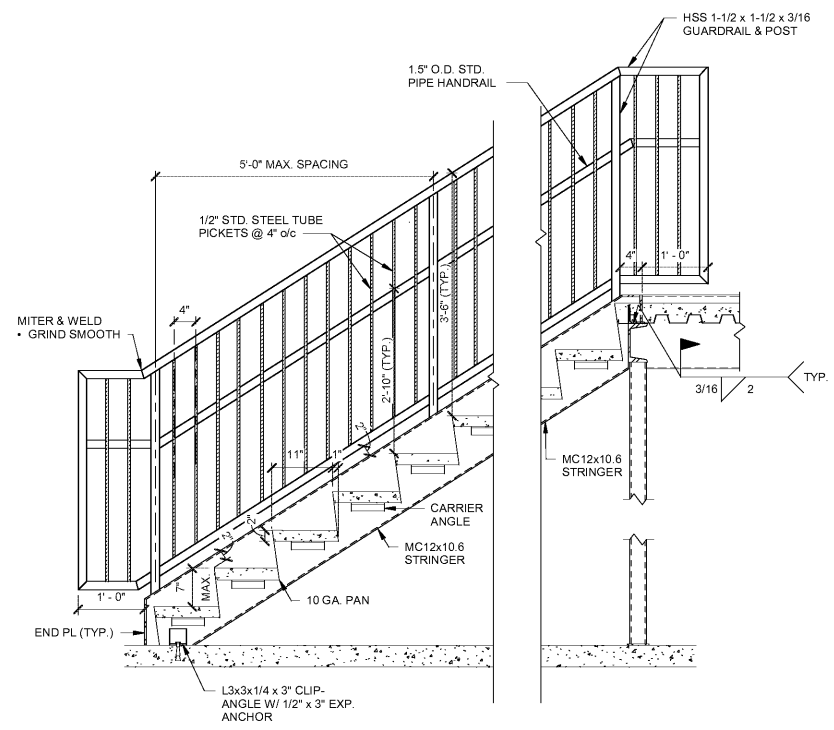 HSS 1-1/2 x 1-1/2 x 3/16
GUARDRAIL & POST
1.5" O.D. STD.
PIPE HANDRAIL
5'-0" MAX. SPACING
1/2" STD. STEEL TUBE
PICKETS @ 4" o/c
4"
1' - 0"
3'-6" (TYP.)
4"
MITER & WELD
• GRIND SMOOTH
2'-10" (TYP.)
3/16
2
TYP.
2"
11"
1"
MC12x10.6
STRINGER
CARRIER
ANGLE
2"
2"
MC12x10.6
STRINGER
7"
MAX.
10 GA. PAN
1' - 0"
END PL (TYP.)
L3x3x1/4 x 3" CLIP-
ANGLE W/ 1/2" x 3" EXP.
ANCHOR